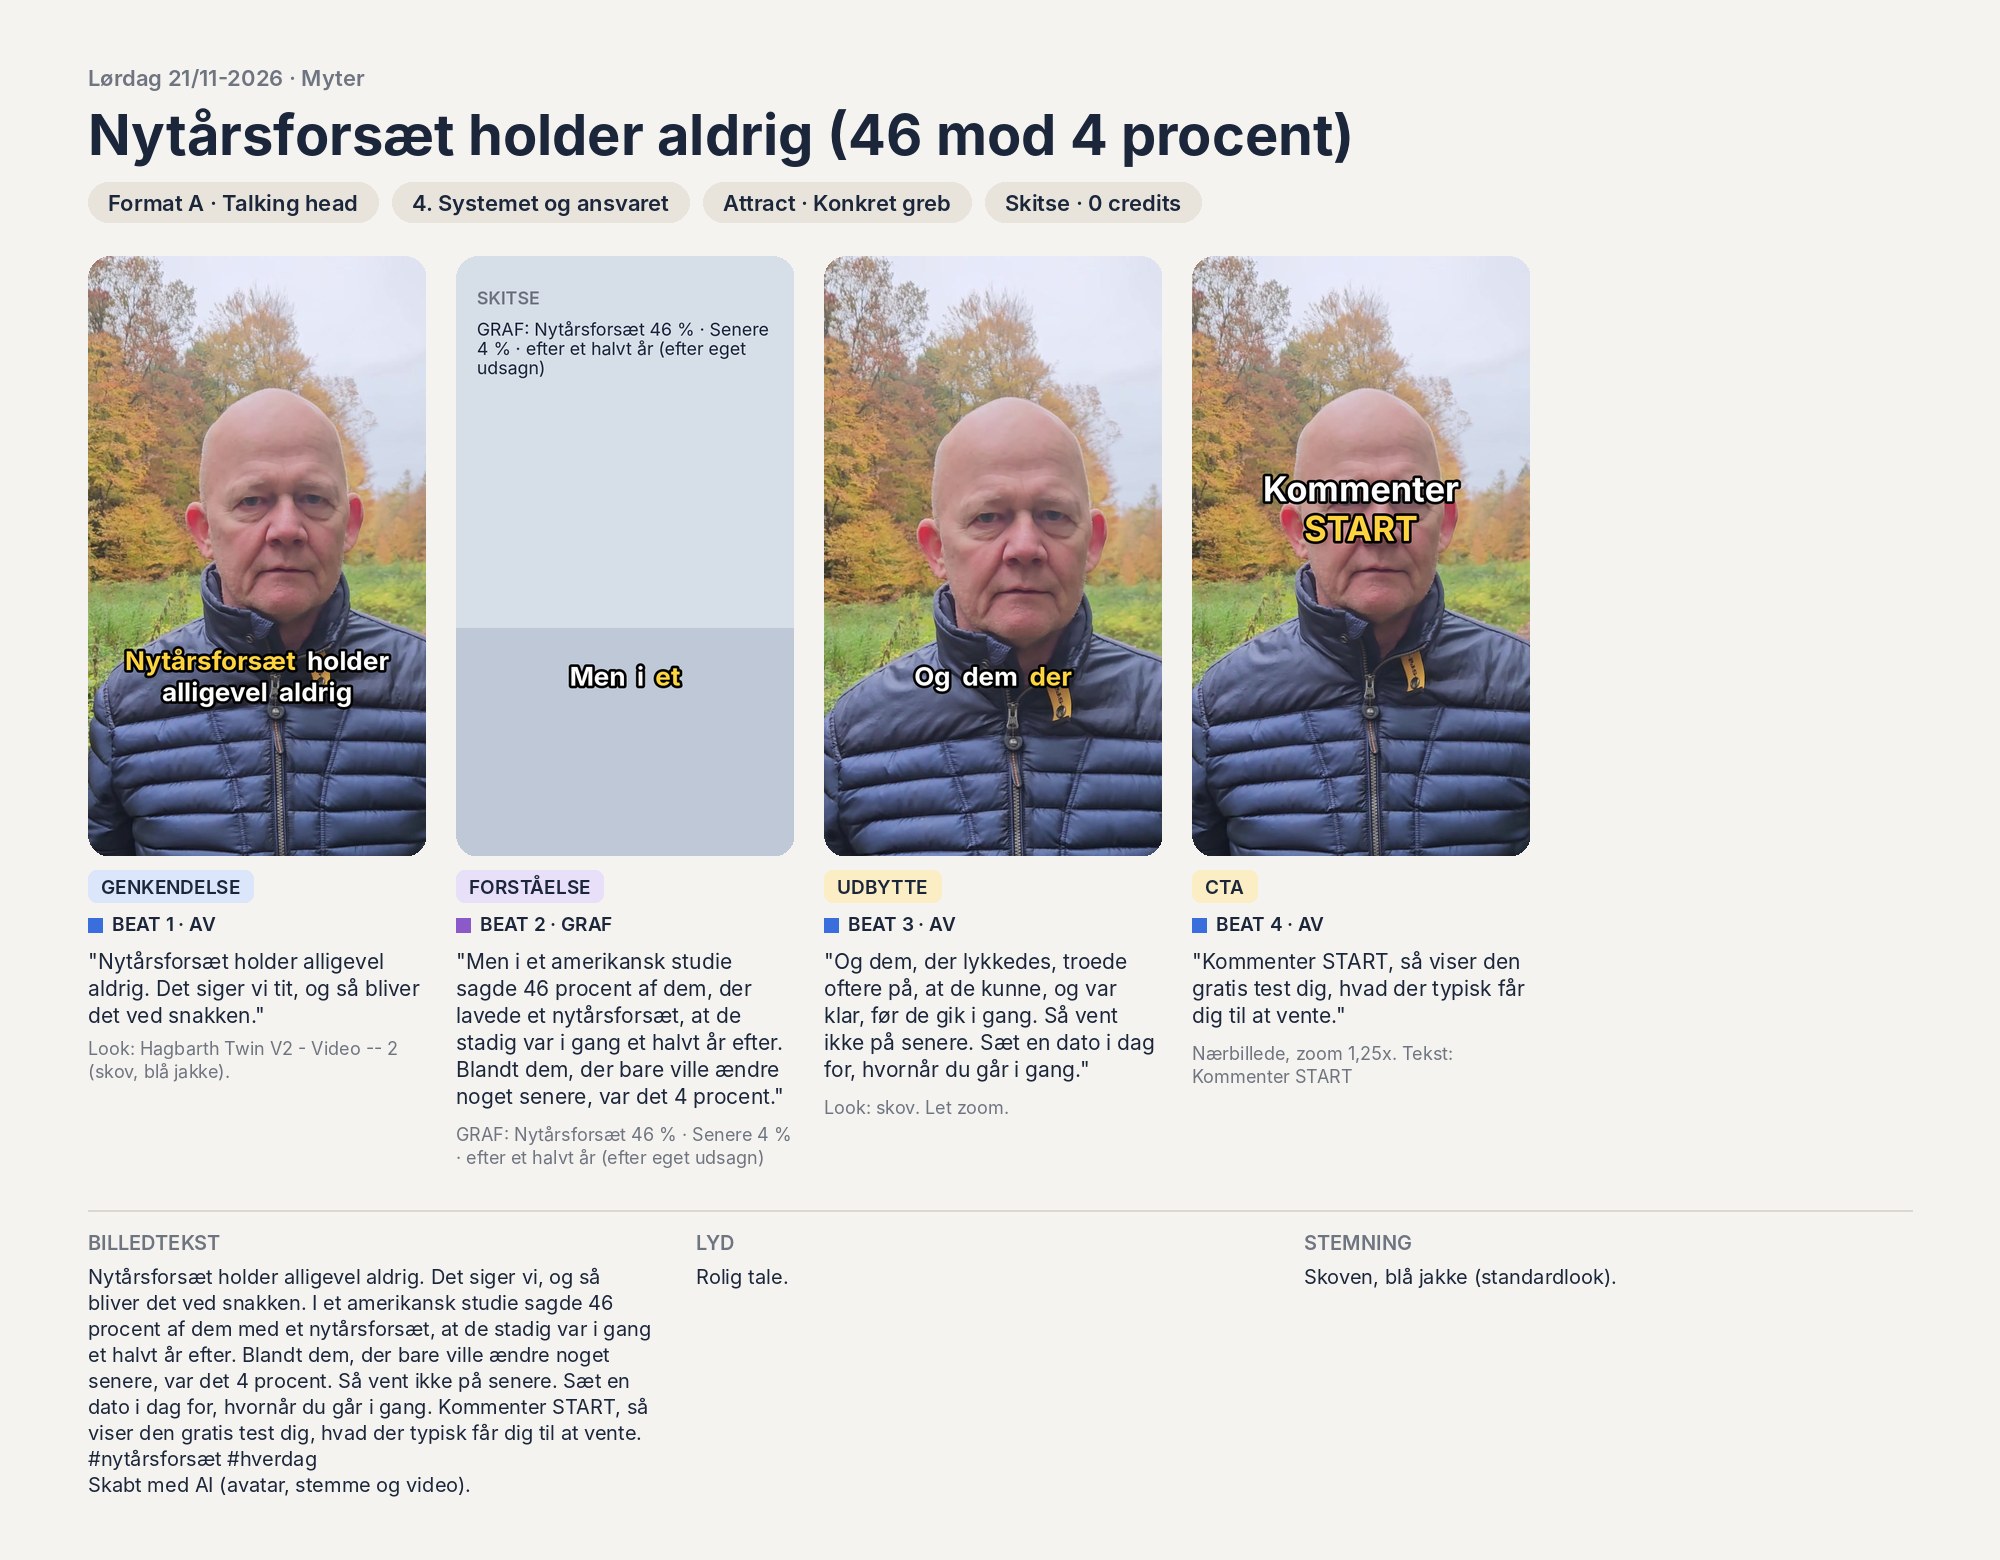 Lørdag 21/11-2026 · Myter
Nytårsforsæt holder aldrig (46 mod 4 procent)
Format A · Talking head
4. Systemet og ansvaret
Attract · Konkret greb
Skitse · 0 credits
Nytårsforsæt holder
alligevel aldrig
SKITSE
GRAF: Nytårsforsæt 46 % · Senere
4 % · efter et halvt år (efter eget
udsagn)
Men i et
Og dem der
Kommenter
START
GENKENDELSE
BEAT 1 · AV
"Nytårsforsæt holder alligevel
aldrig. Det siger vi tit, og så bliver
det ved snakken."
Look: Hagbarth Twin V2 - Video -- 2
(skov, blå jakke).
FORSTÅELSE
BEAT 2 · GRAF
"Men i et amerikansk studie
sagde 46 procent af dem, der
lavede et nytårsforsæt, at de
stadig var i gang et halvt år efter.
Blandt dem, der bare ville ændre
noget senere, var det 4 procent."
GRAF: Nytårsforsæt 46 % · Senere 4 %
· efter et halvt år (efter eget udsagn)
UDBYTTE
BEAT 3 · AV
"Og dem, der lykkedes, troede
oftere på, at de kunne, og var
klar, før de gik i gang. Så vent
ikke på senere. Sæt en dato i dag
for, hvornår du går i gang."
Look: skov. Let zoom.
CTA
BEAT 4 · AV
"Kommenter START, så viser den
gratis test dig, hvad der typisk får
dig til at vente."
Nærbillede, zoom 1,25x. Tekst:
Kommenter START
BILLEDTEKST
Nytårsforsæt holder alligevel aldrig. Det siger vi, og så
bliver det ved snakken. I et amerikansk studie sagde 46
procent af dem med et nytårsforsæt, at de stadig var i gang
et halvt år efter. Blandt dem, der bare ville ændre noget
senere, var det 4 procent. Så vent ikke på senere. Sæt en
dato i dag for, hvornår du går i gang. Kommenter START, så
viser den gratis test dig, hvad der typisk får dig til at vente.
#nytårsforsæt #hverdag
Skabt med AI (avatar, stemme og video).
LYD
Rolig tale.
STEMNING
Skoven, blå jakke (standardlook).